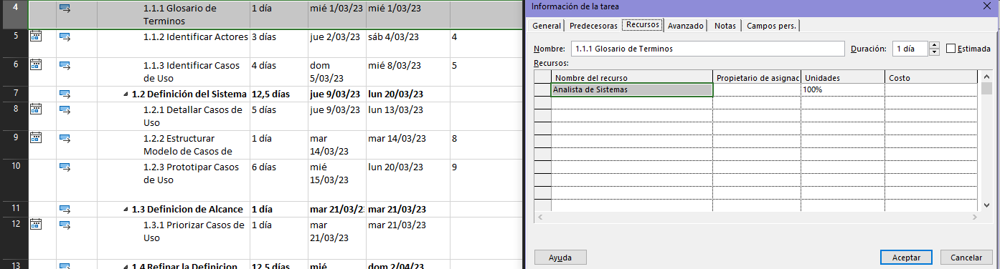 4 1.1.1 Glosario de 1 día mié 1/03/23 mié 1/03/23
Terminos
5 1.1.2 Identificar Actores 3 días jue 2/03/23 sáb 4/03/23 4
6 1.1.3 Identificar Casos 4 días dom mié 8/03/23 5
de Uso 5/03/23
7 1.2 Definición del Sistema 12,5 días jue 9/03/23 lun 20/03/23
8 1.2.1 Detallar Casos de 5 días jue 9/03/23 lun 13/03/23
Uso
9 1.2.2 Estructurar 1 día mar mar 14/03/23 8
Modelo de Casos de 14/03/23
10 1.2.3 Prototipar Casos 6 días mié lun 20/03/23 9
de Uso 15/03/23
11 1.3 Definicion de Alcance 1 día mar 21/03/2 mar 21/03/23
12 1.3.1 Priorizar Casos de 1 día mar mar 21/03/23
Uso 21/03/23
13 1.4 Refinar la Definicion 12,5 días mié dom 2/04/23
Información de la tarea
General Predecesoras Recursos Avanzado Notas Campos pers.
Nombre: 1.1.1 Glosario de Terminos Duración: 1 día Estimada
Recursos:
Nombre del recurso Propietario de asignac Unidades Costo
Analista de Sistemas 100%
Ayuda Aceptar Cancelar